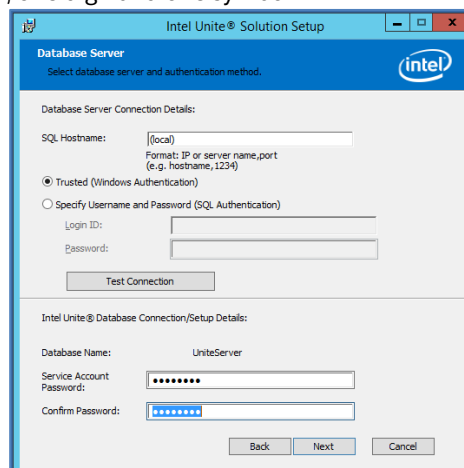 Intel Unite® Solution Setup
Database Server
Select database server and authentication method.
intel
Database Server Connection Details:
SQL Hostname: (local)
Format: IP or server name,port
(e.g. hostname,1234)
Trusted (Windows Authentication)
Specify Username and Password (SQL Authentication)
Login ID:
Password:
Test Connection
Intel Unite® Database Connection/Setup Details:
Database Name: UniteServer
Service Account
Password: ●●●●●●●●
Confirm Password: ●●●●●●●●
Back Next Cancel